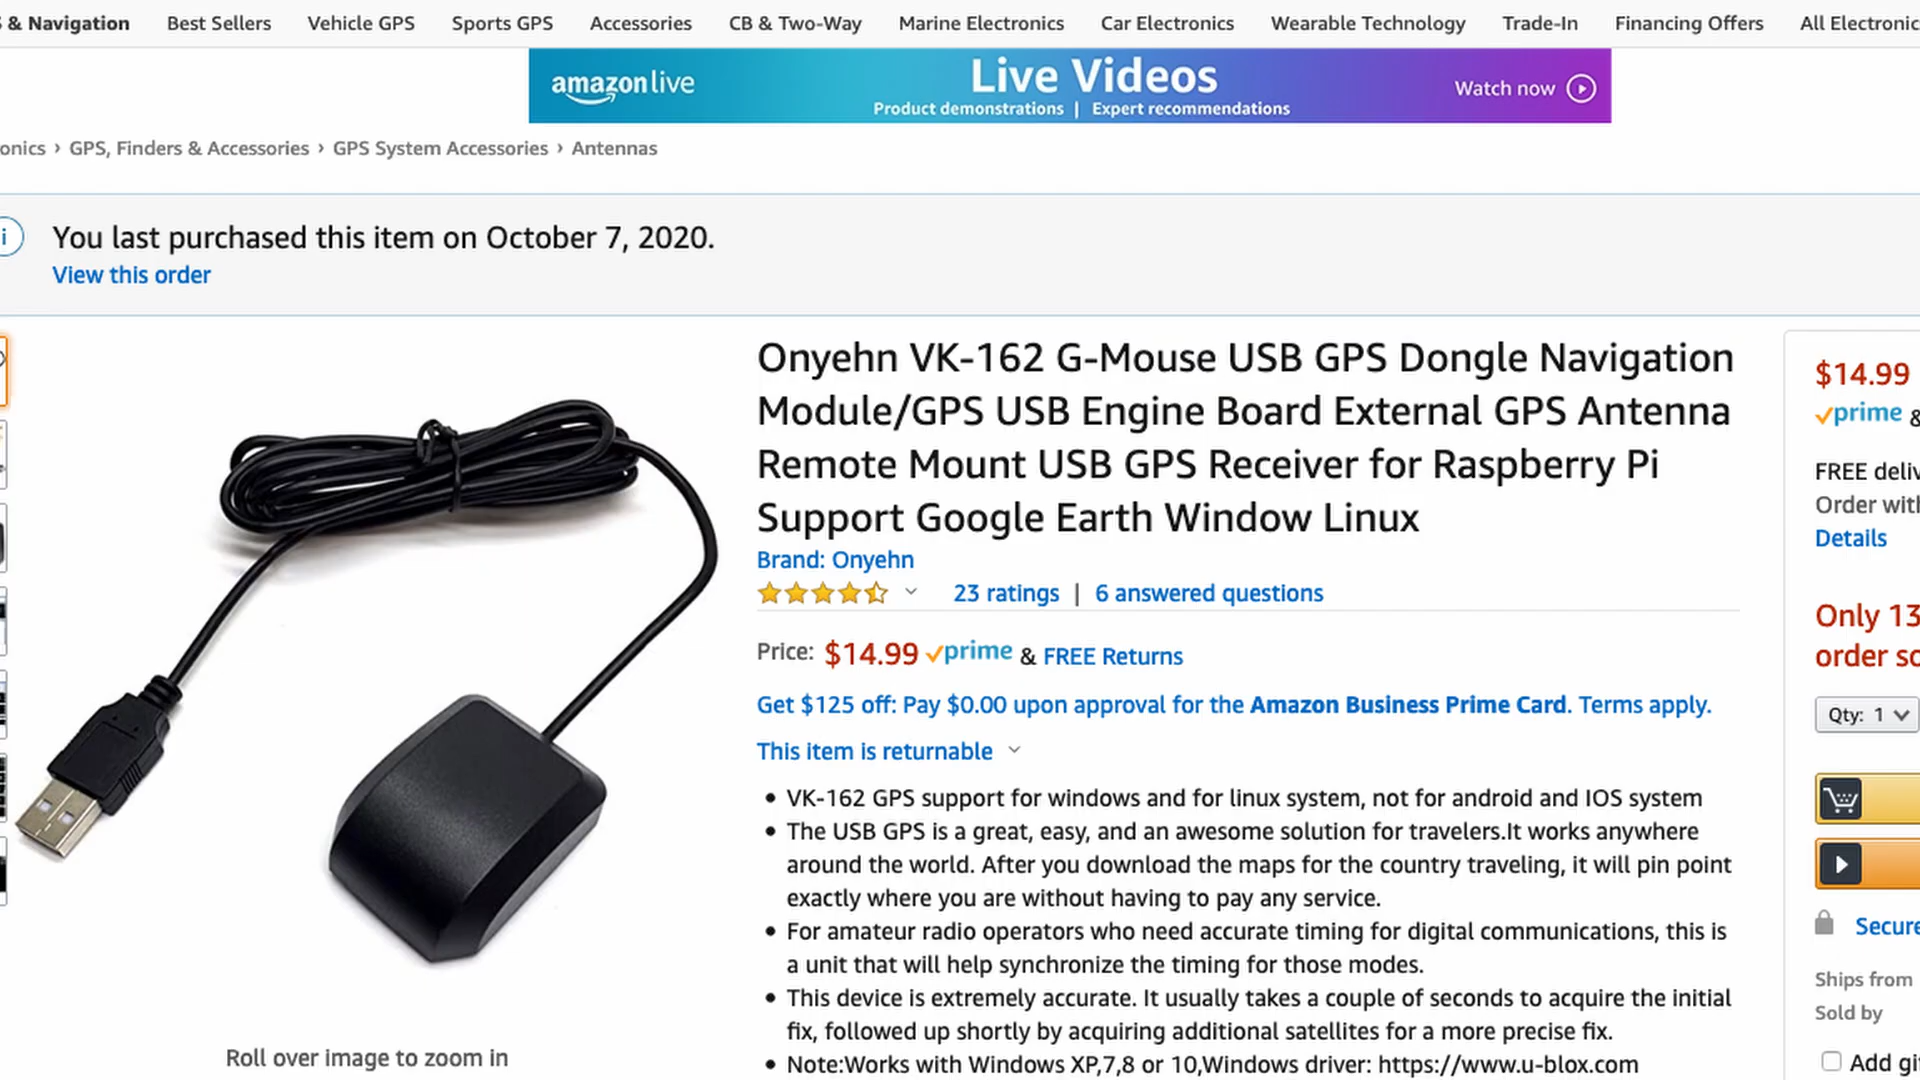 & Navigation Best Sellers Vehicle GPS Sports GPS Accessories CB & Two-Way Marine Electronics Car Electronics Wearable Technology Trade-In Financing Offers All Electronic
amazonlive
Live Videos
Product demonstrations | Expert recommendations
Watch now
onics › GPS, Finders & Accessories › GPS System Accessories › Antennas
i
You last purchased this item on October 7, 2020.
View this order
Onyehn VK-162 G-Mouse USB GPS Dongle Navigation
Module/GPS USB Engine Board External GPS Antenna
Remote Mount USB GPS Receiver for Raspberry Pi
Support Google Earth Window Linux
Brand: Onyehn
23 ratings | 6 answered questions
Price: $14.99 prime & FREE Returns
Get $125 off: Pay $0.00 upon approval for the Amazon Business Prime Card. Terms apply.
This item is returnable
• VK-162 GPS support for windows and for linux system, not for android and IOS system
• The USB GPS is a great, easy, and an awesome solution for travelers.It works anywhere
around the world. After you download the maps for the country traveling, it will pin point
exactly where you are without having to pay any service.
• For amateur radio operators who need accurate timing for digital communications, this is
a unit that will help synchronize the timing for those modes.
• This device is extremely accurate. It usually takes a couple of seconds to acquire the initial
fix, followed up shortly by acquiring additional satellites for a more precise fix.
• Note:Works with Windows XP,7,8 or 10,Windows driver: https://www.u-blox.com
Roll over image to zoom in
$14.99
prime &
FREE deliv
Order with
Details
Only 13
order so
Qty: 1
Secure
Ships from
Sold by
Add gi